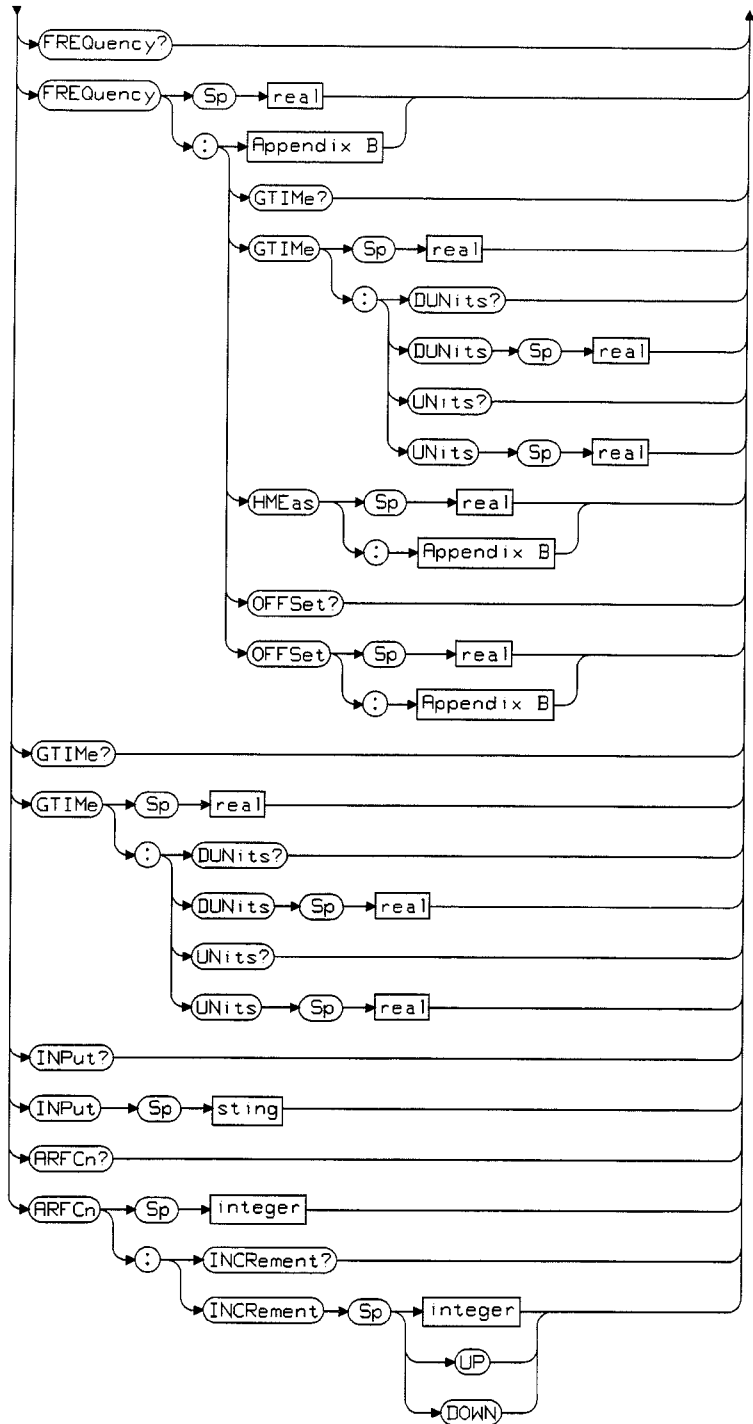 FREQuency?
FREQuency Sp real
: Appendix B
GTIMe?
GTIMe Sp real
: DUNits?
DUNits Sp real
UNits?
UNits Sp real
HMEas Sp real
: Appendix B
OFFSet?
OFFSet Sp real
: Appendix B
GTIMe?
GTIMe Sp real
: DUNits?
DUNits Sp real
UNits?
UNits Sp real
INPut?
INPut Sp sting
ARFCn?
ARFCn Sp integer
: INCRement?
INCRement Sp integer
UP
DOWN